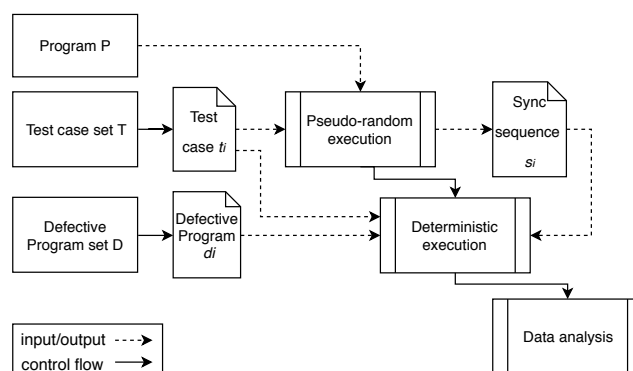 Program P
Test case set T
Test
case ti
Pseudo-random
execution
Sync
sequence
si
Defective
Program set D
Defective
Program
di
Deterministic
execution
Data analysis
input/output
control flow